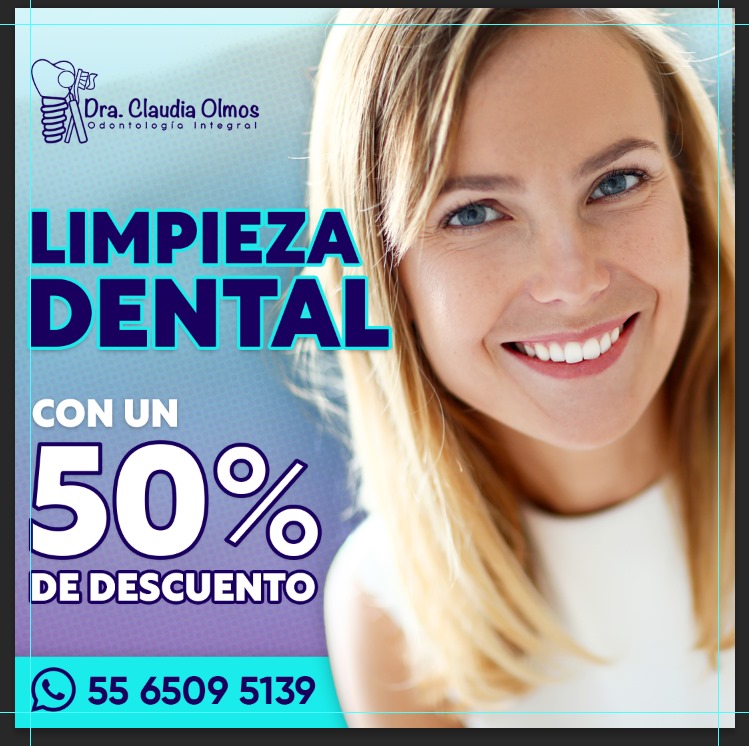 Dra. Claudia Olmos
Odontología Integral
LIMPIEZA
DENTAL
CON UN
50%
DE DESCUENTO
55 6509 5139